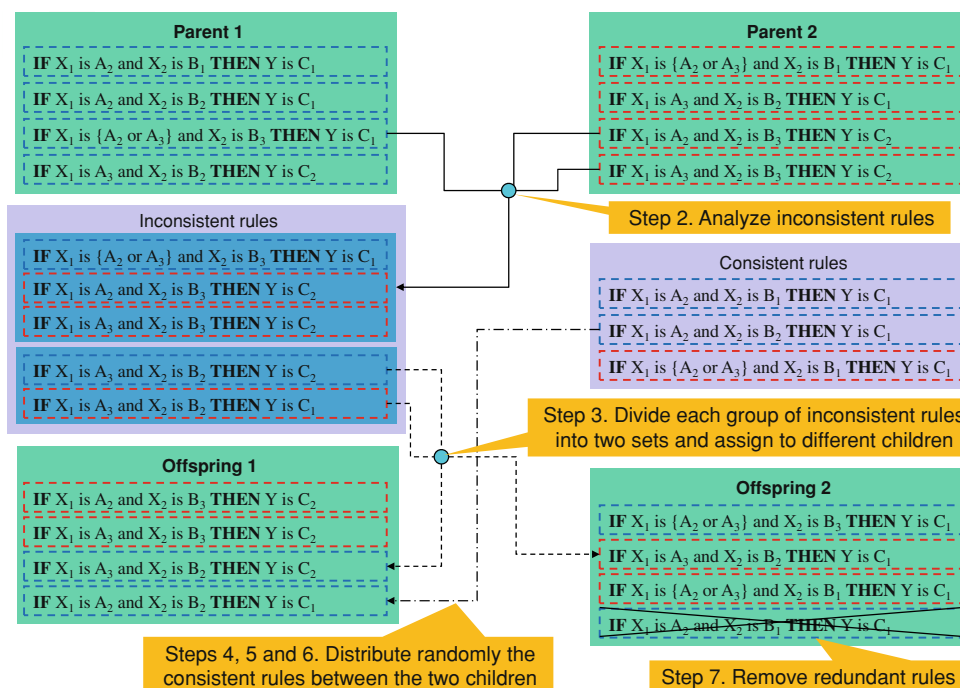 Parent 1
IF X₁ is A₂ and X₂ is B₁ THEN Y is C₁
IF X₁ is A₂ and X₂ is B₂ THEN Y is C₁
IF X₁ is {A₂ or A₃} and X₂ is B₃ THEN Y is C₁
IF X₁ is A₃ and X₂ is B₂ THEN Y is C₂
Parent 2
IF X₁ is {A₂ or A₃} and X₂ is B₁ THEN Y is C₁
IF X₁ is A₃ and X₂ is B₂ THEN Y is C₁
IF X₁ is A₂ and X₂ is B₃ THEN Y is C₂
IF X₁ is A₃ and X₂ is B₃ THEN Y is C₂
Step 2. Analyze inconsistent rules
Inconsistent rules
IF X₁ is {A₂ or A₃} and X₂ is B₃ THEN Y is C₁
IF X₁ is A₂ and X₂ is B₃ THEN Y is C₂
IF X₁ is A₃ and X₂ is B₃ THEN Y is C₂
IF X₁ is A₃ and X₂ is B₂ THEN Y is C₂
IF X₁ is A₃ and X₂ is B₂ THEN Y is C₁
Consistent rules
IF X₁ is A₂ and X₂ is B₁ THEN Y is C₁
IF X₁ is A₂ and X₂ is B₂ THEN Y is C₁
IF X₁ is {A₂ or A₃} and X₂ is B₁ THEN Y is C₁
Step 3. Divide each group of inconsistent rules
into two sets and assign to different children
Offspring 1
IF X₁ is A₂ and X₂ is B₃ THEN Y is C₂
IF X₁ is A₃ and X₂ is B₃ THEN Y is C₂
IF X₁ is A₃ and X₂ is B₂ THEN Y is C₂
IF X₁ is A₂ and X₂ is B₂ THEN Y is C₁
Offspring 2
IF X₁ is {A₂ or A₃} and X₂ is B₃ THEN Y is C₁
IF X₁ is A₃ and X₂ is B₂ THEN Y is C₁
IF X₁ is {A₂ or A₃} and X₂ is B₁ THEN Y is C₁
IF X₁ is A₂ and X₂ is B₁ THEN Y is C₁
Steps 4, 5 and 6. Distribute randomly the
consistent rules between the two children
Step 7. Remove redundant rules